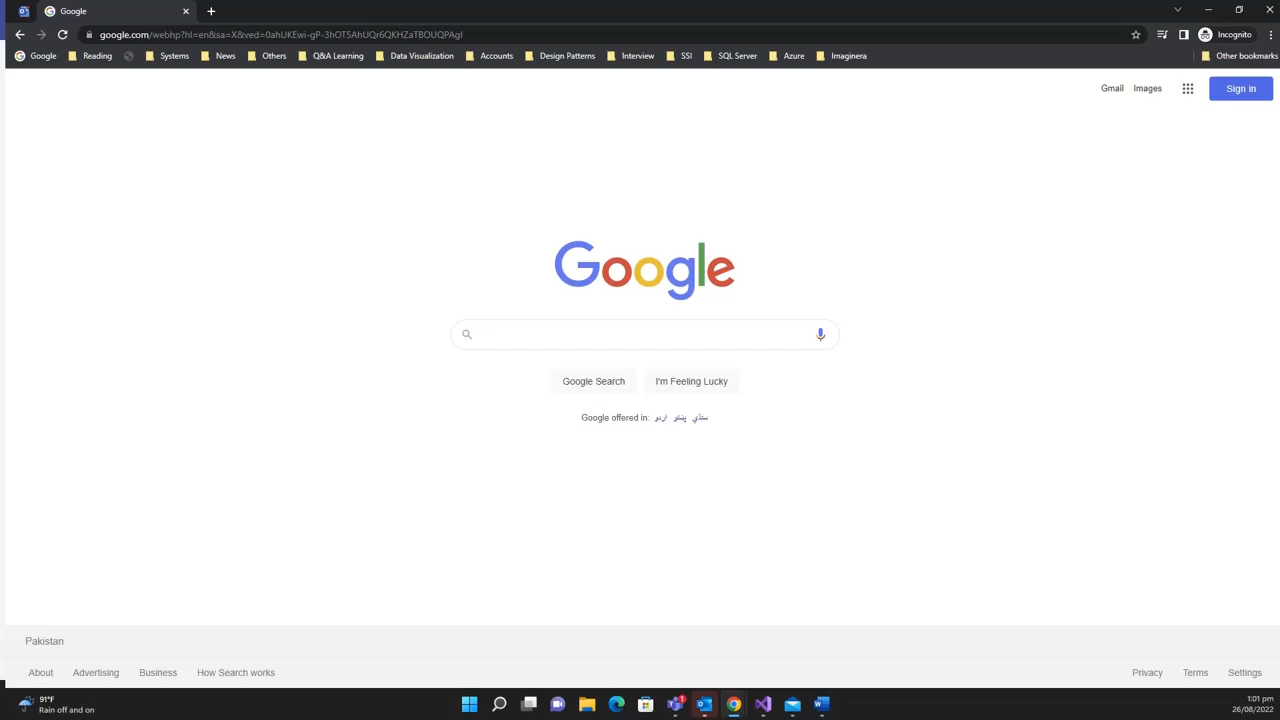 Google
google.com/webhp?hl=en&sa=X&ved=0ahUKEwi-gP-3hOT5AhUQr6QKHZaTBOUQPAgI
Incognito
Google Reading Systems News Others Q&A Learning Data Visualization Accounts Design Patterns Interview SSI SQL Server Azure Imaginera Other bookmarks
Gmail Images Sign in
Google
Google Search I'm Feeling Lucky
Google offered in: اردو پښتو سنڌي
Pakistan
About Advertising Business How Search works Privacy Terms Settings
91°F
Rain off and on
1
1:01 pm
26/08/2022